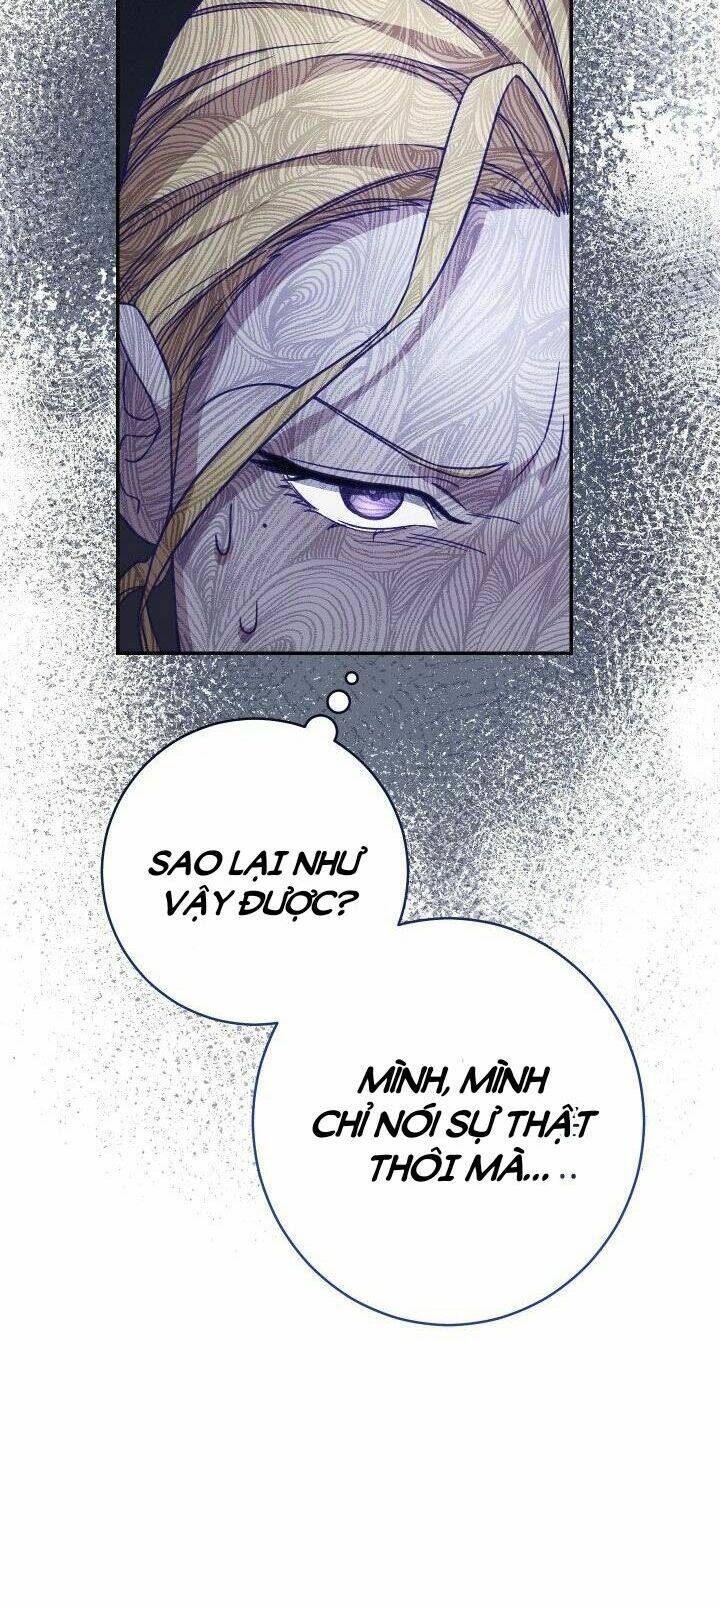 SAO LẠI NHƯ
VẬY ĐƯỢC?
MÌNH, MÌNH
CHỈ NÓI SỰ THẬT
THÔI MÀ...